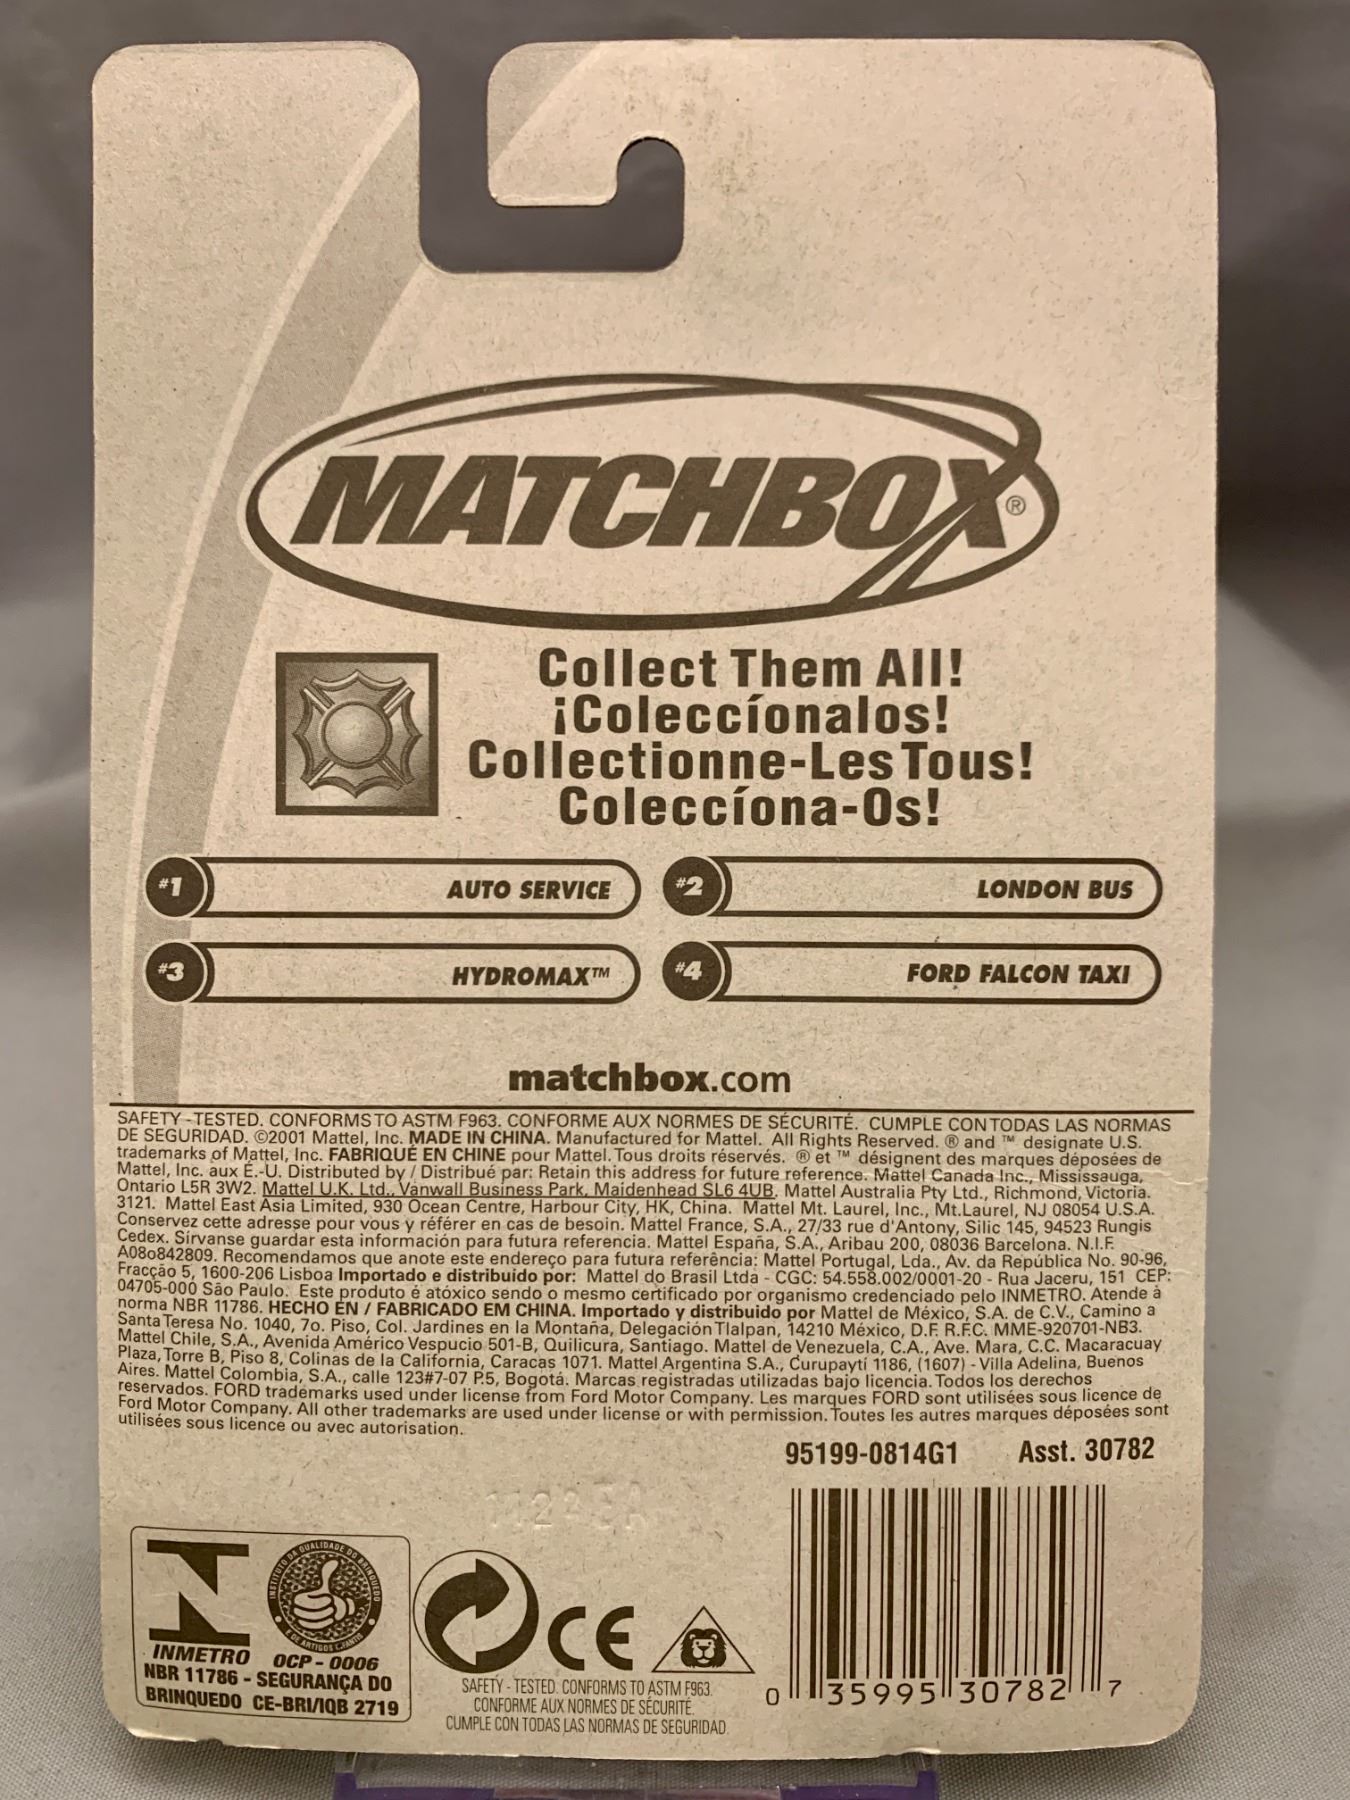 MATCHBOX®
Collect Them All!
¡Coleccíonalos!
Collectionne-Les Tous!
Coleccíona-Os!
#1 AUTO SERVICE
#2 LONDON BUS
#3 HYDROMAX™
#4 FORD FALCON TAXI
matchbox.com
SAFETY-TESTED. CONFORMS TO ASTM F963. CONFORME AUX NORMES DE SÉCURITÉ. CUMPLE CON TODAS LAS NORMAS
DE SEGURIDAD. ©2001 Mattel, Inc. MADE IN CHINA. Manufactured for Mattel. All Rights Reserved. ® and ™ designate U.S.
trademarks of Mattel, Inc. FABRIQUÉ EN CHINE pour Mattel. Tous droits réservés. ® et ™ désignent des marques déposées de
Mattel, Inc. aux É.-U. Distributed by / Distribué par: Retain this address for future reference. Mattel Canada Inc., Mississauga,
Ontario L5R 3W2. Mattel U.K. Ltd., Vanwall Business Park, Maidenhead SL6 4UB. Mattel Australia Pty Ltd., Richmond, Victoria.
3121. Mattel East Asia Limited, 930 Ocean Centre, Harbour City, HK, China. Mattel Mt. Laurel, Inc., Mt.Laurel, NJ 08054 U.S.A.
Conservez cette adresse pour vous y référer en cas de besoin. Mattel France, S.A., 27/33 rue d'Antony, Silic 145, 94523 Rungis
Cedex. Sírvanse guardar esta información para futura referencia. Mattel España, S.A., Aribau 200, 08036 Barcelona. N.I.F.
A08o842809. Recomendamos que anote este endereço para futura referência: Mattel Portugal, Lda., Av. da República No. 90-96,
Fracção 5, 1600-206 Lisboa Importado e distribuido por: Mattel do Brasil Ltda - CGC: 54.558.002/0001-20 - Rua Jaceru, 151 CEP:
04705-000 São Paulo. Este produto é atóxico sendo o mesmo certificado por organismo credenciado pelo INMETRO. Atende à
norma NBR 11786. HECHO EN / FABRICADO EM CHINA. Importado y distribuido por Mattel de México, S.A. de C.V., Camino a
Santa Teresa No. 1040, 7o. Piso, Col. Jardines en la Montaña, Delegación Tlalpan, 14210 México, D.F. R.F.C. MME-920701-NB3.
Mattel Chile, S.A., Avenida Américo Vespucio 501-B, Quilicura, Santiago. Mattel de Venezuela, C.A., Ave. Mara, C.C. Macaracuay
Plaza, Torre B, Piso 8, Colinas de la California, Caracas 1071. Mattel Argentina S.A., Curupaytí 1186, (1607) - Villa Adelina, Buenos
Aires. Mattel Colombia, S.A., calle 123#7-07 P.5, Bogotá. Marcas registradas utilizadas bajo licencia. Todos los derechos
reservados. FORD trademarks used under license from Ford Motor Company. Les marques FORD sont utilisées sous licence de
Ford Motor Company. All other trademarks are used under license or with permission. Toutes les autres marques déposées sont
utilisées sous licence ou avec autorisation.
95199-0814G1 Asst. 30782
INSTITUTO DA QUALIDADE DO BRINQUEDO
E DE ARTIGOS
INMETRO OCP - 0006
NBR 11786 - SEGURANÇA DO
BRINQUEDO CE-BRI/IQB 2719
CE
SAFETY - TESTED. CONFORMS TO ASTM F963.
CONFORME AUX NORMES DE SÉCURITÉ.
CUMPLE CON TODAS LAS NORMAS DE SEGURIDAD.
0 35995 30782 7